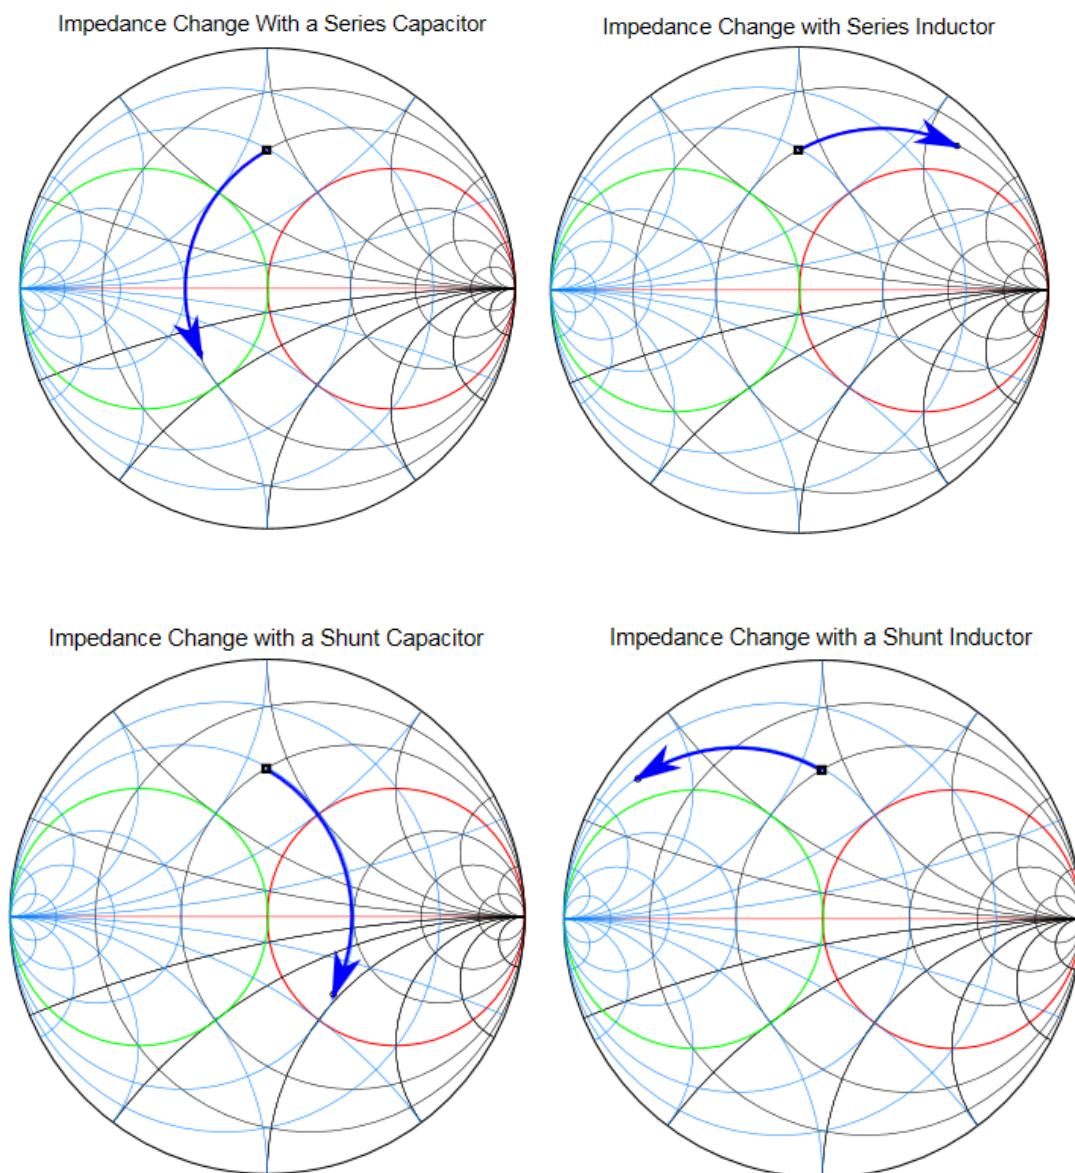 Impedance Change With a Series Capacitor
Impedance Change with Series Inductor
Impedance Change with a Shunt Capacitor
Impedance Change with a Shunt Inductor